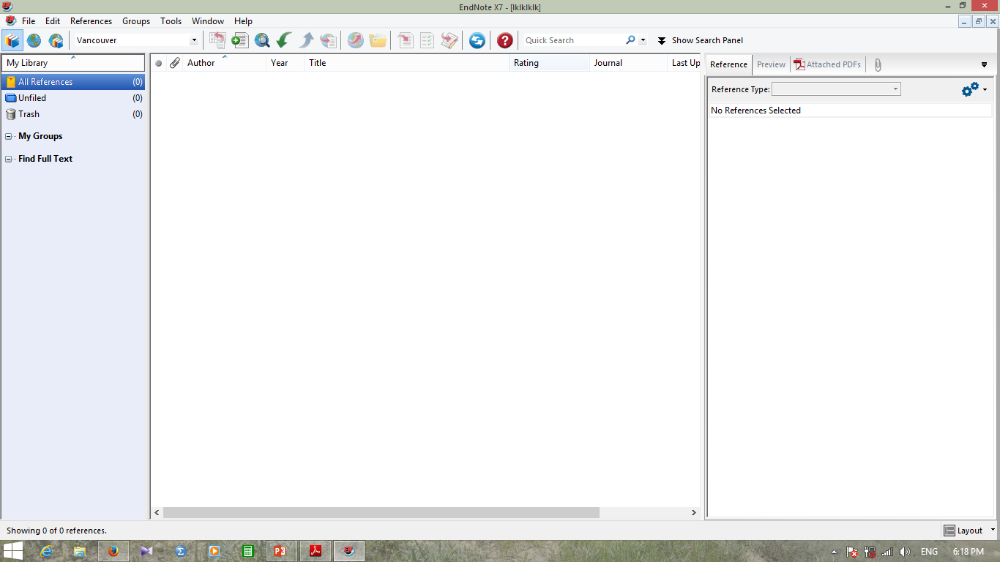 EndNote X7 - [lklklklk]
File Edit References Groups Tools Window Help
Vancouver Quick Search Show Search Panel
My Library Author Year Title Rating Journal Last Up Reference Preview Attached PDFs
All References (0)
Unfiled (0)
Trash (0)
My Groups
Find Full Text
Reference Type:
No References Selected
Showing 0 of 0 references. Layout
ENG 6:18 PM